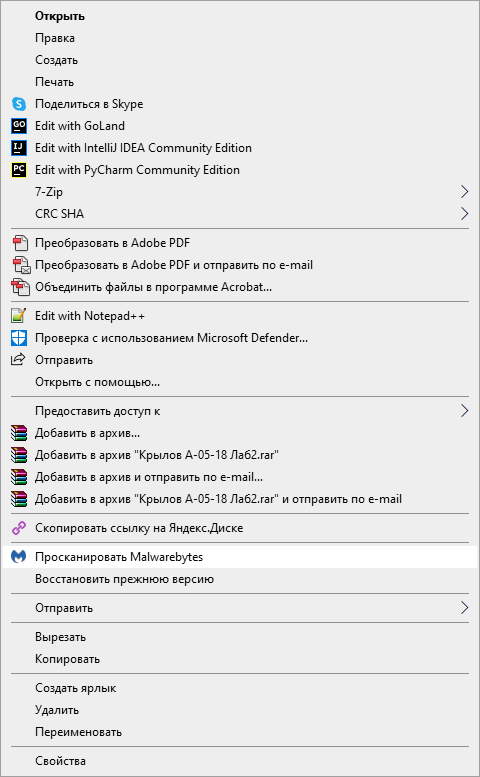 Открыть
Правка
Создать
Печать
Поделиться в Skype
Edit with GoLand
Edit with IntelliJ IDEA Community Edition
Edit with PyCharm Community Edition
7-Zip
CRC SHA
Преобразовать в Adobe PDF
Преобразовать в Adobe PDF и отправить по e-mail
Объединить файлы в программе Acrobat...
Edit with Notepad++
Проверка с использованием Microsoft Defender...
Отправить
Открыть с помощью...
Предоставить доступ к
Добавить в архив...
Добавить в архив "Крылов А-05-18 Лаб2.rar"
Добавить в архив и отправить по e-mail...
Добавить в архив "Крылов А-05-18 Лаб2.rar" и отправить по e-mail
Скопировать ссылку на Яндекс.Диске
Просканировать Malwarebytes
Восстановить прежнюю версию
Отправить
Вырезать
Копировать
Создать ярлык
Удалить
Переименовать
Свойства